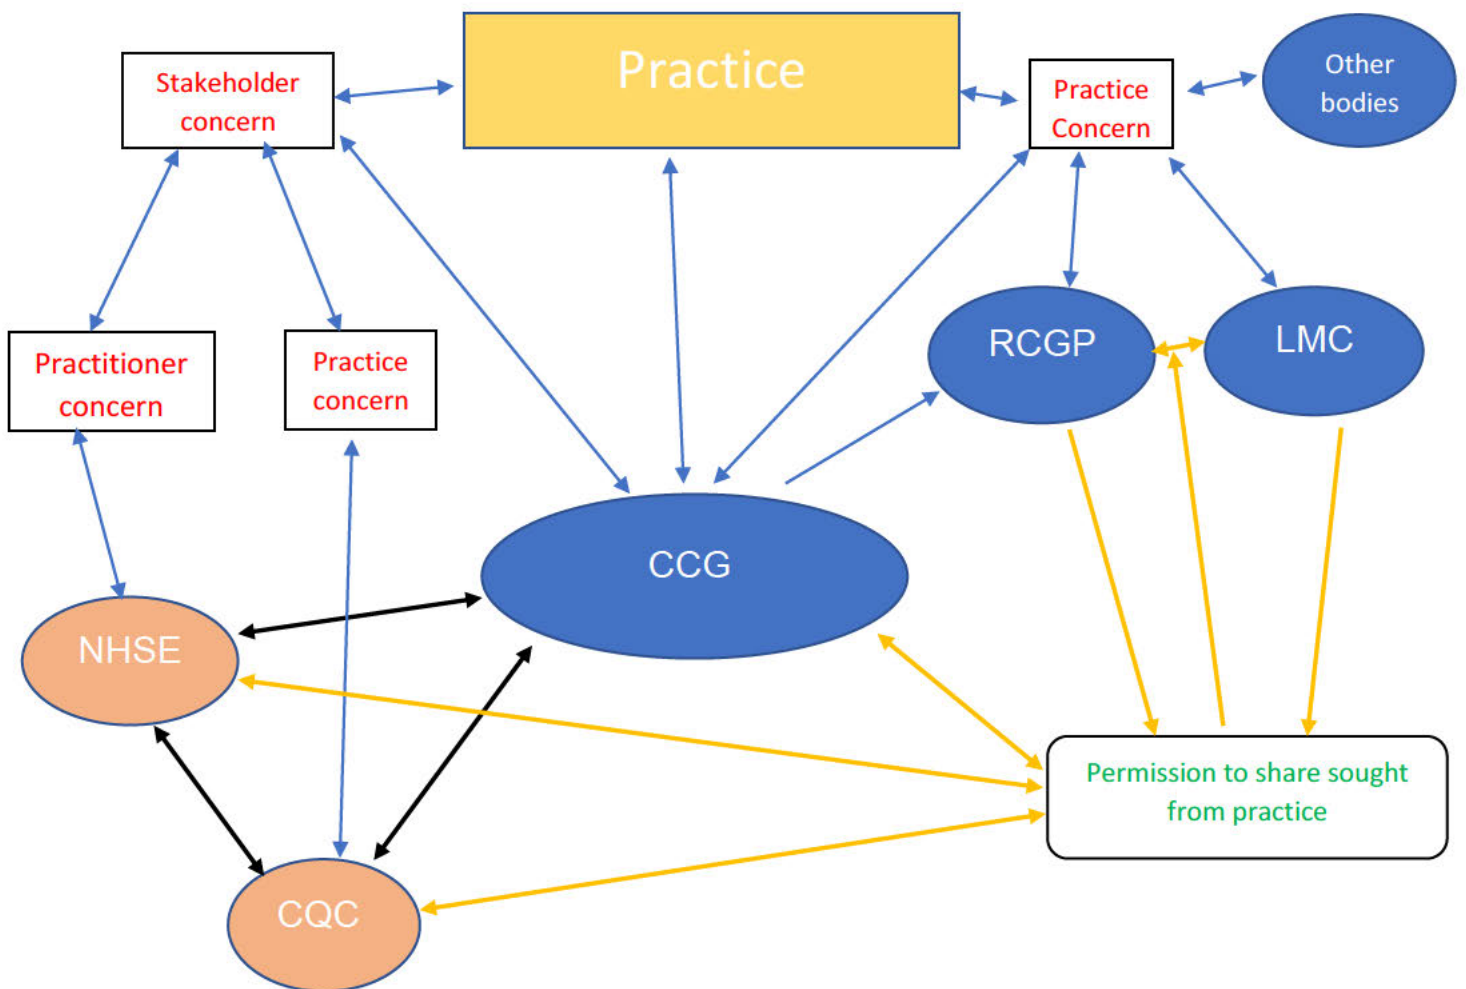 Practice
Stakeholder
concern
Practice
Concern
Other
bodies
Practitioner
concern
Practice
concern
RCGP
LMC
CCG
NHSE
Permission to share sought
from practice
CQC